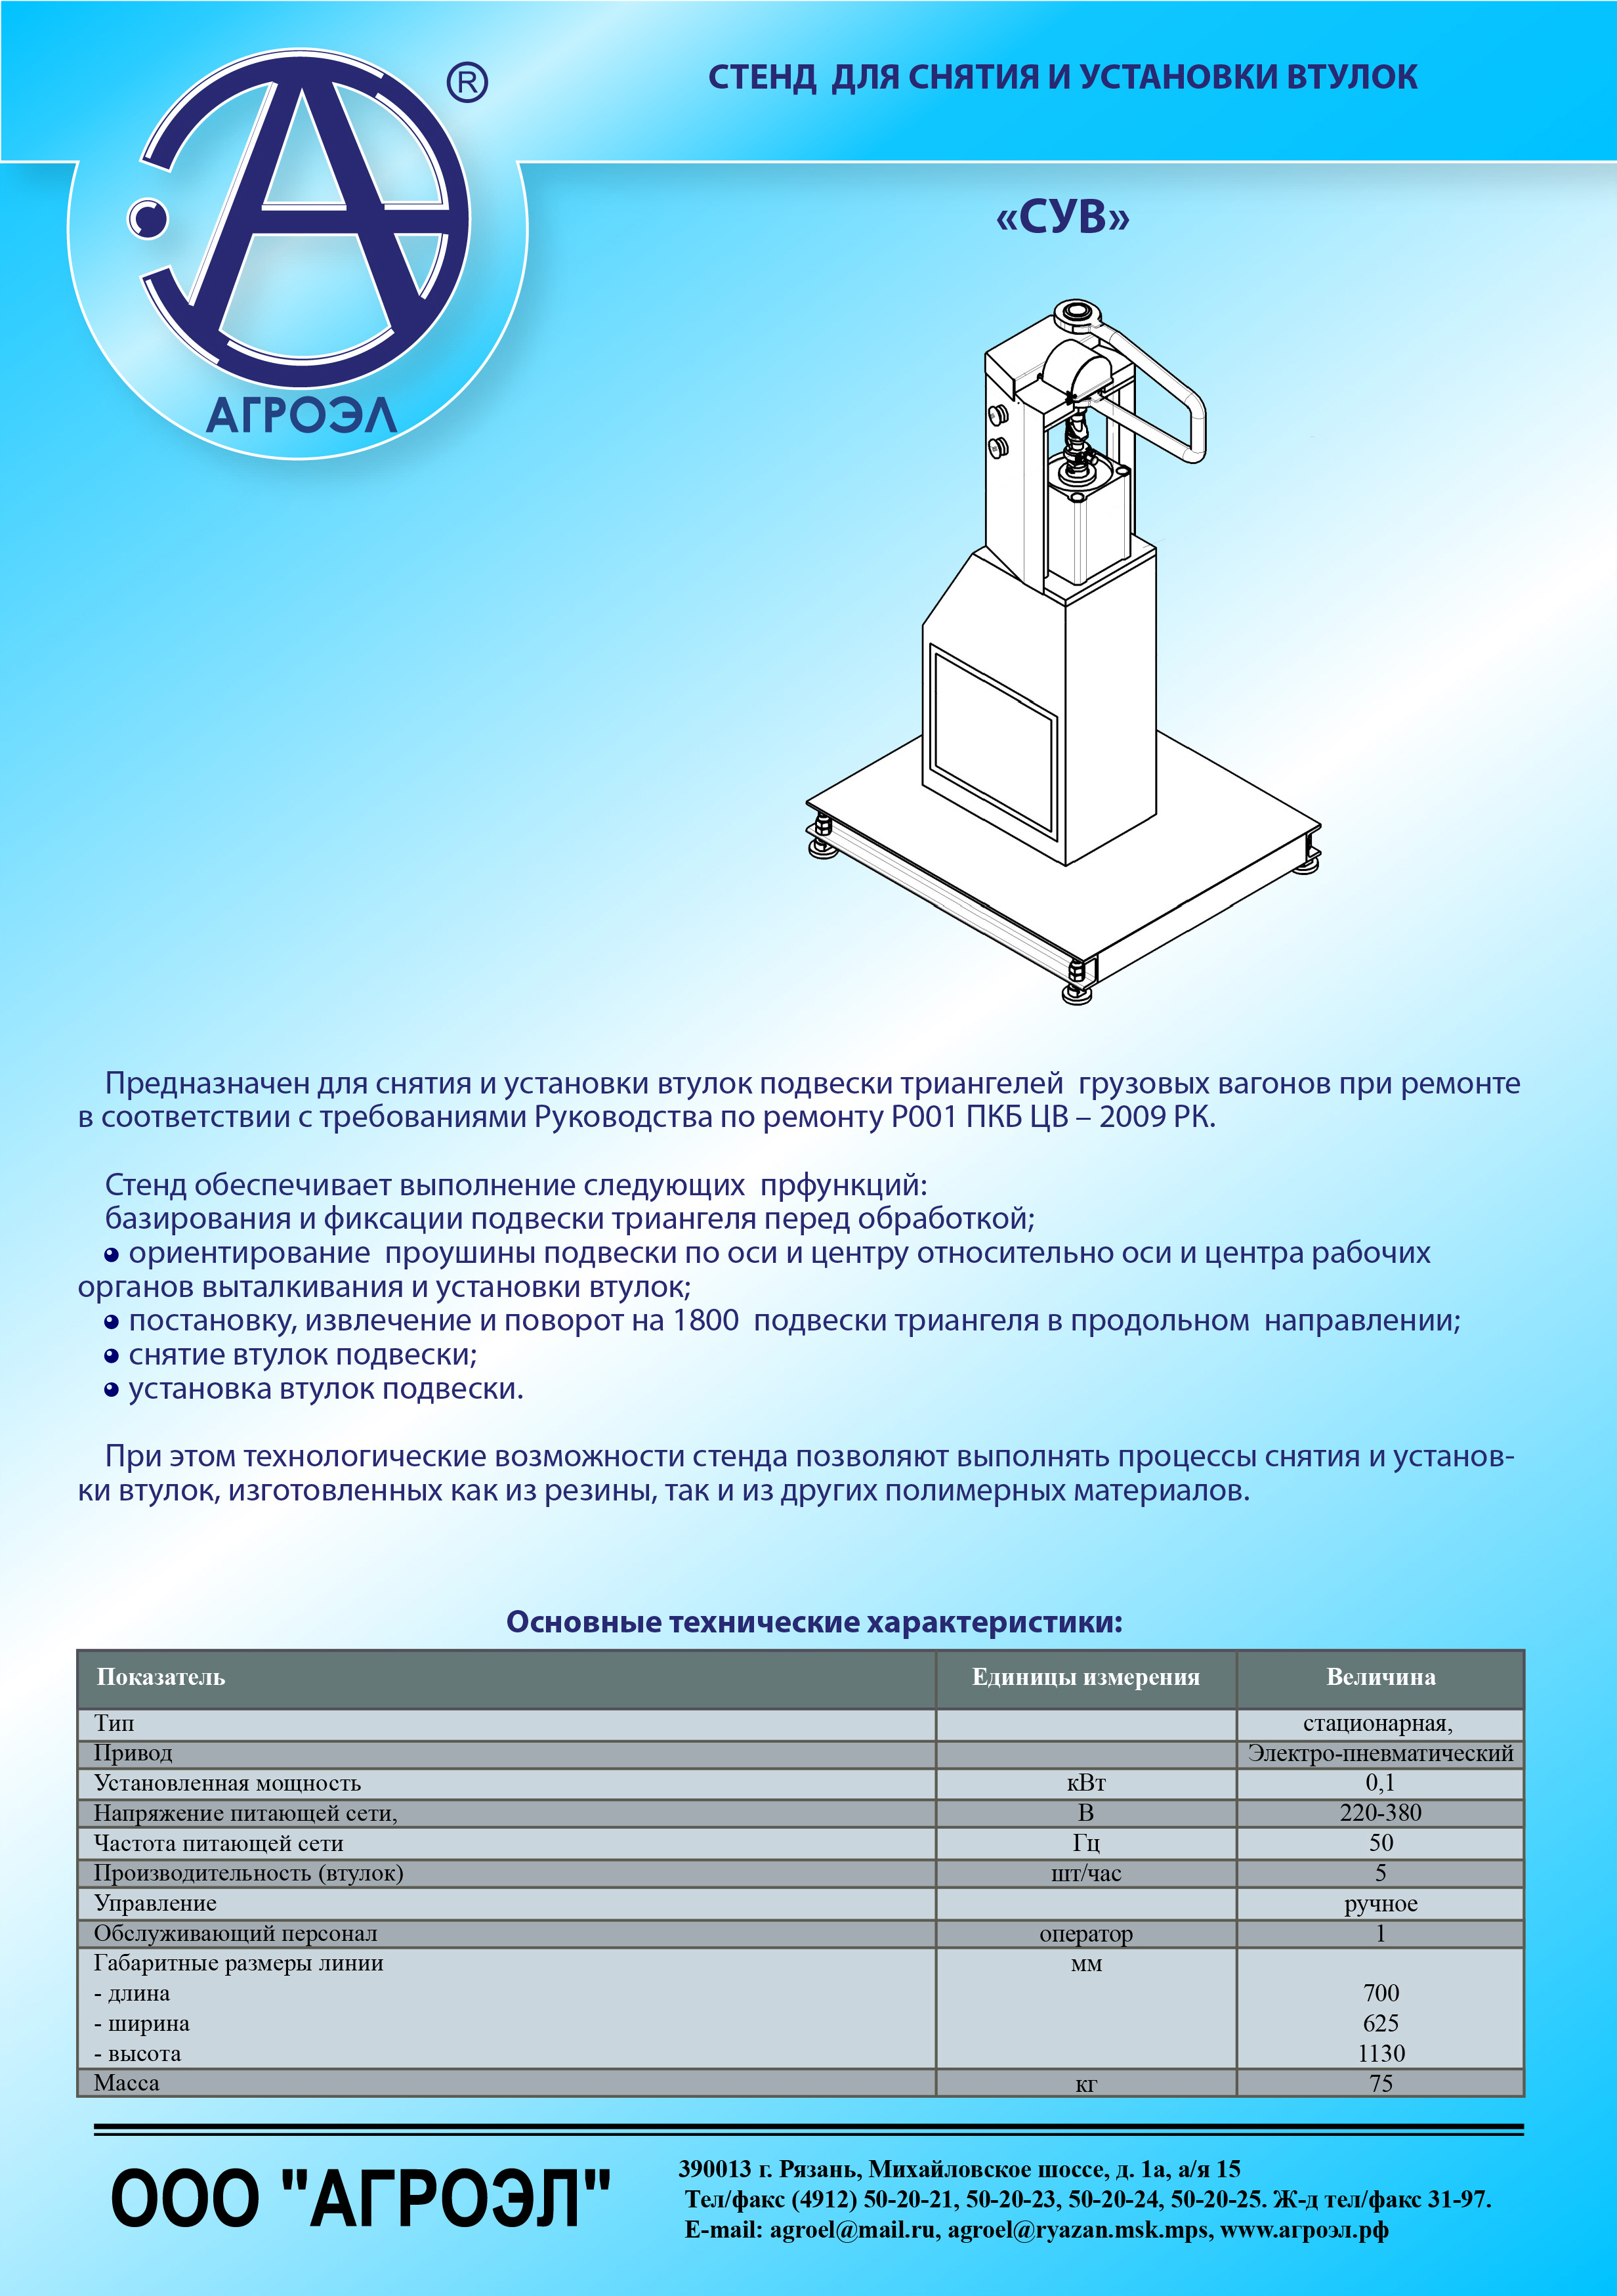 ®
СТЕНД ДЛЯ СНЯТИЯ И УСТАНОВКИ ВТУЛОК
АГРОЭЛ
«СУВ»
Предназначен для снятия и установки втулок подвески триангелей грузовых вагонов при ремонте
в соответствии с требованиями Руководства по ремонту Р001 ПКБ ЦВ – 2009 РК.
Стенд обеспечивает выполнение следующих прфункций:
базирования и фиксации подвески триангеля перед обработкой;
• ориентирование проушины подвески по оси и центру относительно оси и центра рабочих
органов выталкивания и установки втулок;
• постановку, извлечение и поворот на 1800 подвески триангеля в продольном направлении;
• снятие втулок подвески;
• установка втулок подвески.
При этом технологические возможности стенда позволяют выполнять процессы снятия и установ-
ки втулок, изготовленных как из резины, так и из других полимерных материалов.
Основные технические характеристики:
Показатель Единицы измерения Величина
Тип стационарная,
Привод Электро-пневматический
Установленная мощность кВт 0,1
Напряжение питающей сети, В 220-380
Частота питающей сети Гц 50
Производительность (втулок) шт/час 5
Управление ручное
Обслуживающий персонал оператор 1
Габаритные размеры линии мм
- длина 700
- ширина 625
- высота 1130
Масса кг 75
ООО "АГРОЭЛ"
390013 г. Рязань, Михайловское шоссе, д. 1а, а/я 15
Тел/факс (4912) 50-20-21, 50-20-23, 50-20-24, 50-20-25. Ж-д тел/факс 31-97.
E-mail: agroel@mail.ru, agroel@ryazan.msk.mps, www.агроэл.рф